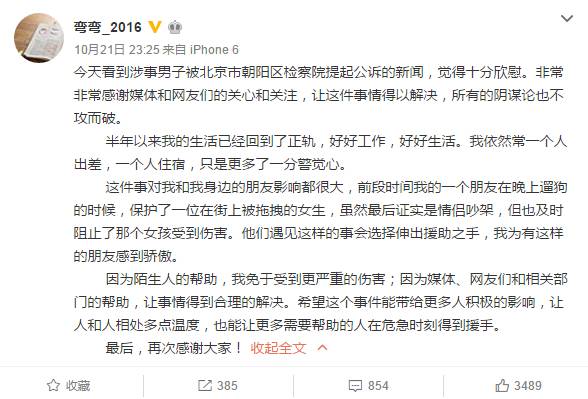 弯弯_2016
10月21日 23:25 来自 iPhone 6
今天看到涉事男子被北京市朝阳区检察院提起公诉的新闻，觉得十分欣慰。非常
非常感谢媒体和网友们的关心和关注，让这件事情得以解决，所有的阴谋论也不
攻而破。
半年以来我的生活已经回到了正轨，好好工作，好好生活。我依然常一个人
出差，一个人住宿，只是更多了一分警觉心。
这件事对我和我身边的朋友影响都很大，前段时间我的一个朋友在晚上遛狗
的时候，保护了一位在街上被拖拽的女生，虽然最后证实是情侣吵架，但也及时
阻止了那个女孩受到伤害。他们遇见这样的事会选择伸出援助之手，我为有这样
的朋友感到骄傲。
因为陌生人的帮助，我免于受到更严重的伤害；因为媒体、网友们和相关部
门的帮助，让事情得到合理的解决。希望这个事件能带给更多人积极的影响，让
人和人相处多点温度，也能让更多需要帮助的人在危急时刻得到援手。
最后，再次感谢大家！ 收起全文
收藏 385 854 3489